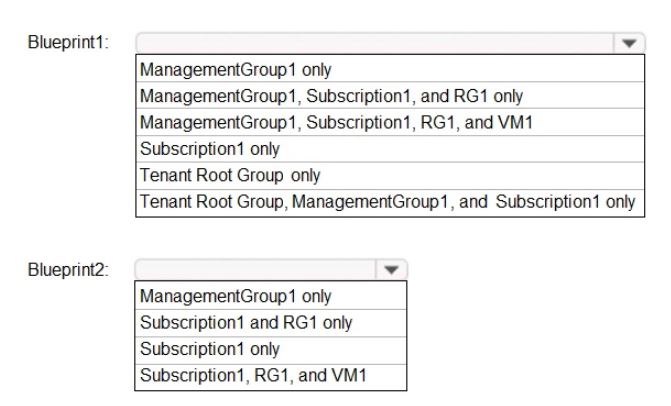 Blueprint1:
ManagementGroup1 only
ManagementGroup1, Subscription1, and RG1 only
ManagementGroup1, Subscription1, RG1, and VM1
Subscription1 only
Tenant Root Group only
Tenant Root Group, ManagementGroup1, and Subscription1 only
Blueprint2:
ManagementGroup1 only
Subscription1 and RG1 only
Subscription1 only
Subscription1, RG1, and VM1